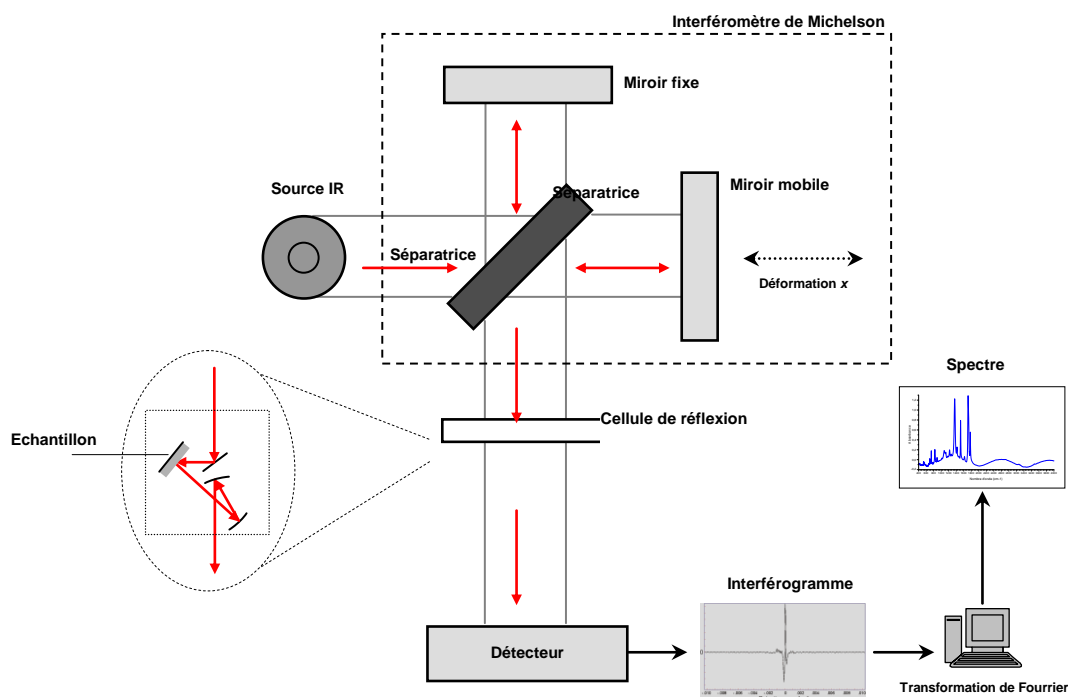 Interféromètre de Michelson
Miroir fixe
Source IR
Séparatrice
Miroir mobile
Séparatrice
Déformation x
Spectre
Cellule de réflexion
Echantillon
Interférogramme
0
Détecteur
Transformation de Fourrier